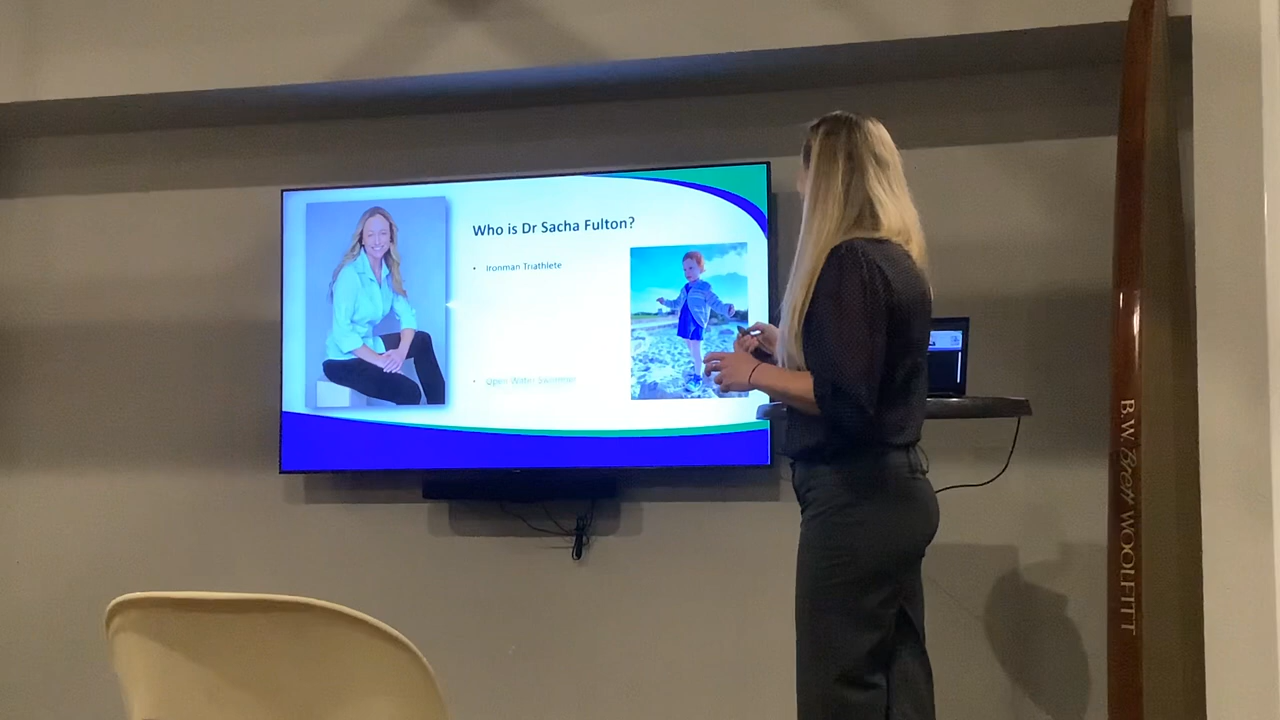 Who is Dr Sacha Fulton?
• Ironman Triathlete
• Open Water Swimmer
B.W. Brett WOOLFITT